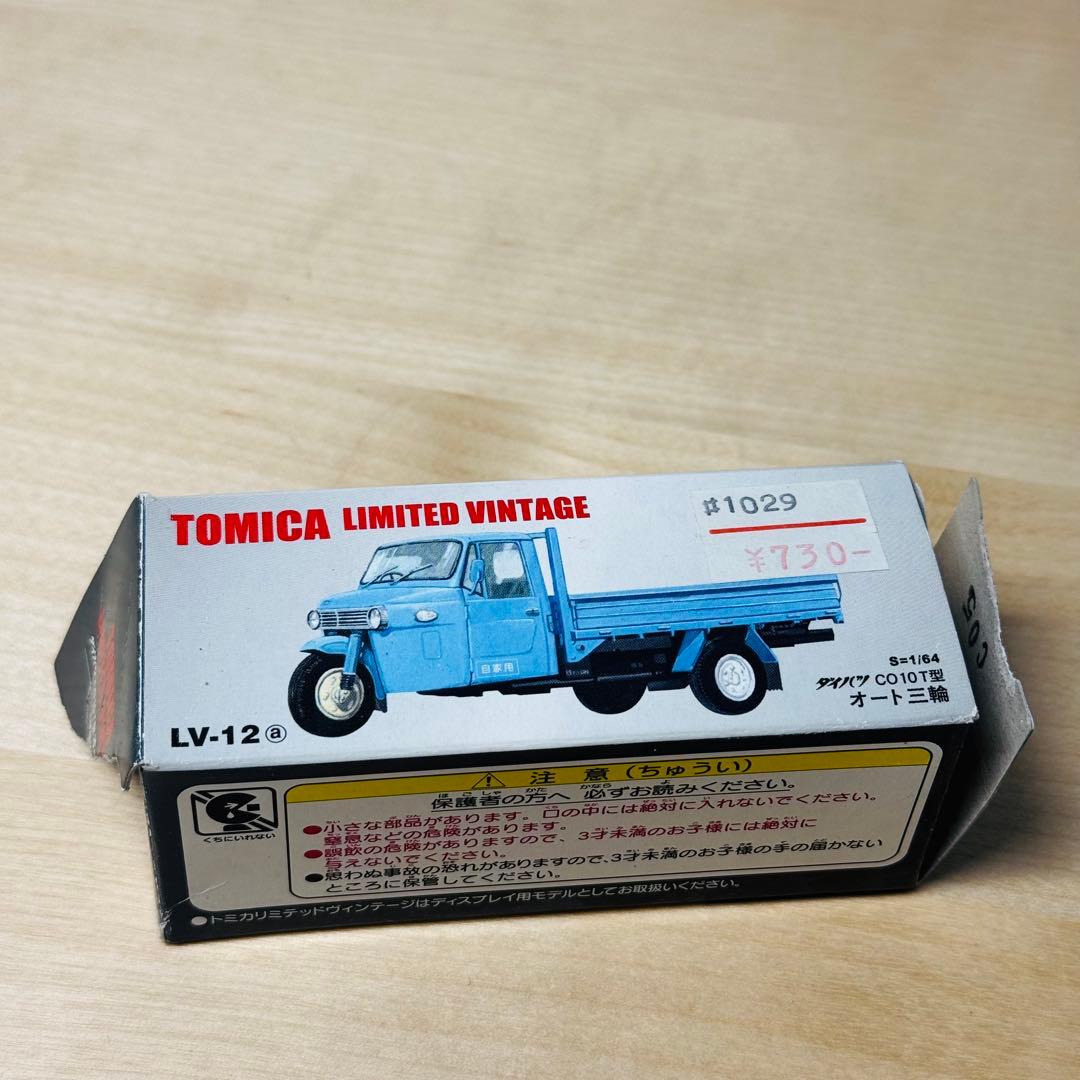 TOMICA LIMITED VINTAGE
#1029
¥730-
自家用
S=1/64
ダイハツ CO10T型
オート三輪
LV-12 ⓐ
注意(ちゅうい)
保護者の方へ 必ずお読みください。
●小さな部品があります。口の中には絶対に入れないでください。
窒息などの危険があります。
●誤飲の危険がありますので、3才未満のお子様には絶対に
与えないでください。
●思わぬ事故の恐れがありますので、3才未満のお子様の手の届かない
ところに保管してください。
くちにいれない
●トミカリミテッドヴィンテージはディスプレイ用モデルとしてお取扱いください。